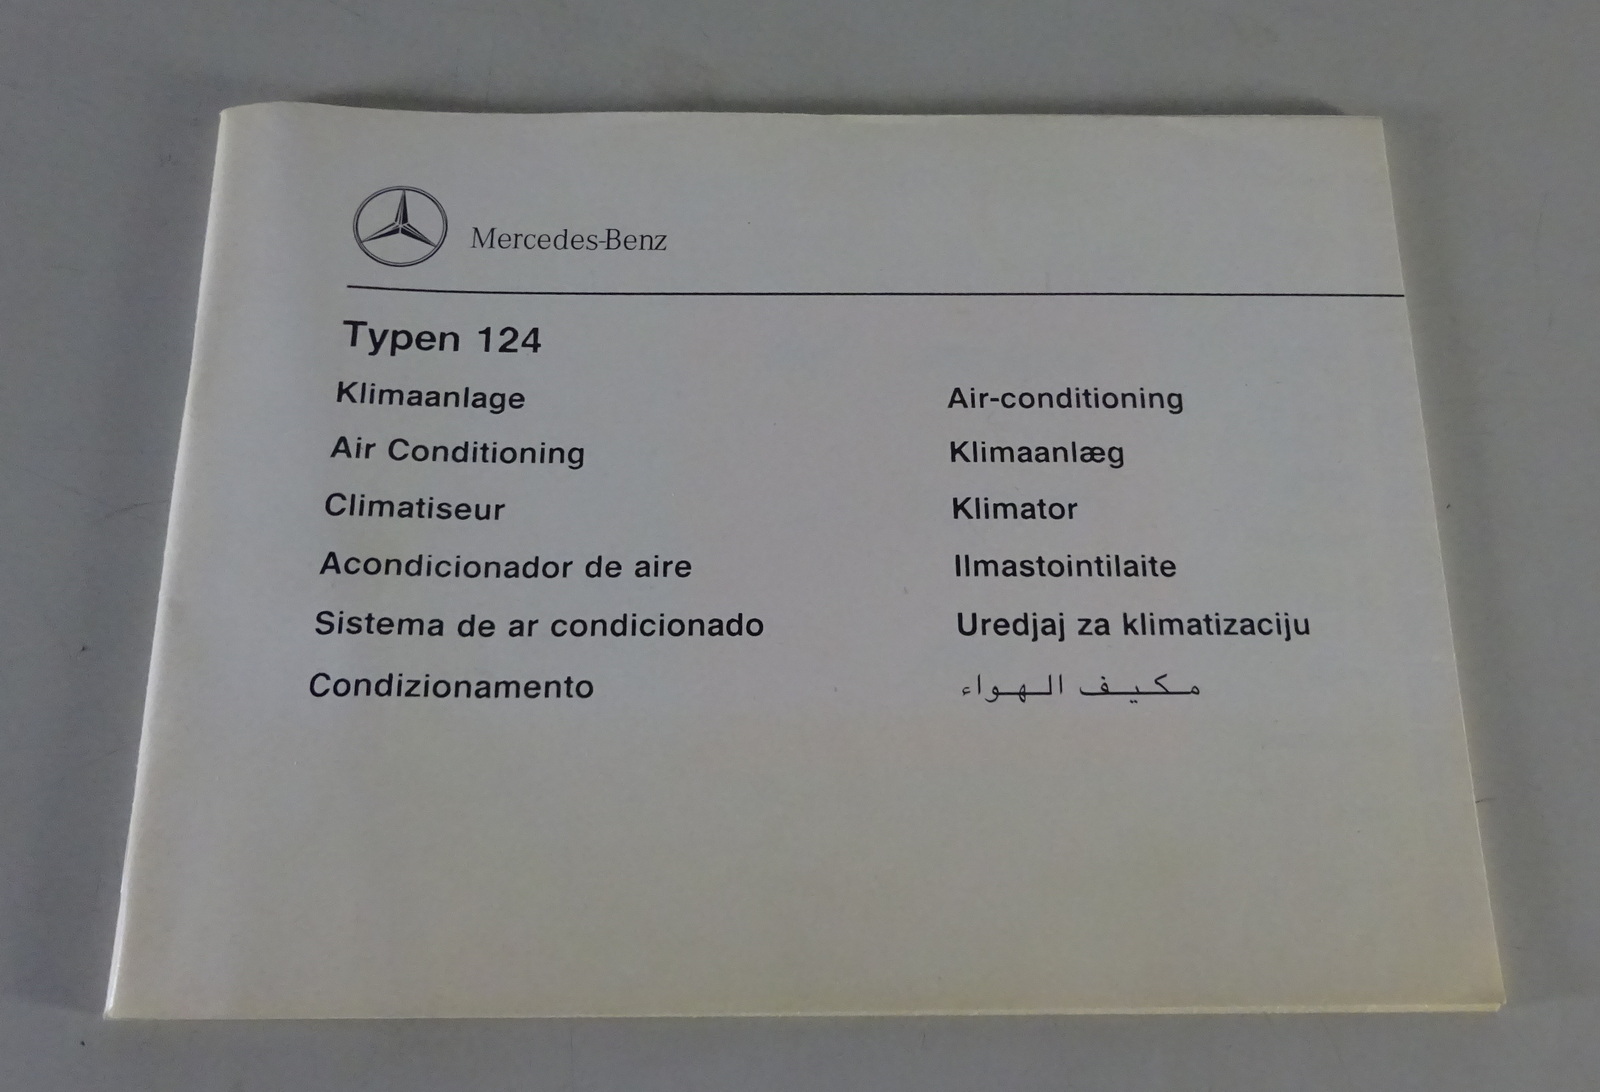 Mercedes-Benz
Typen 124
Klimaanlage
Air Conditioning
Climatiseur
Acondicionador de aire
Sistema de ar condicionado
Condizionamento
Air-conditioning
Klimaanlæg
Klimator
Ilmastointilaite
Uredjaj za klimatizaciju
مكيف الهواء